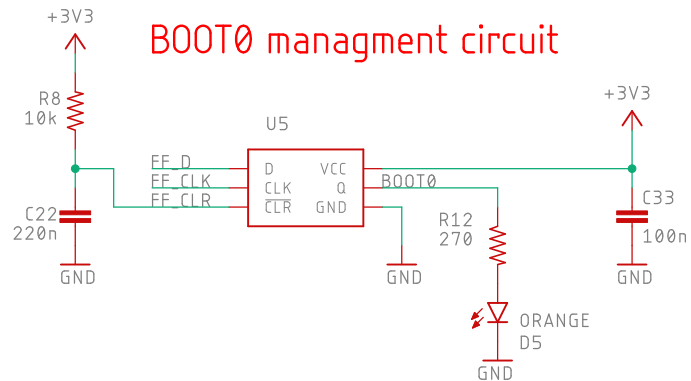 +3V3
BOOT0 managment circuit
R8
10k
U5
+3V3
FF_D
FF_CLK
FF_CLR
D
CLK
CLR
VCC
Q
GND
BOOT0
C22
220n
GND
GND
R12
270
C33
100n
GND
ORANGE
D5
GND